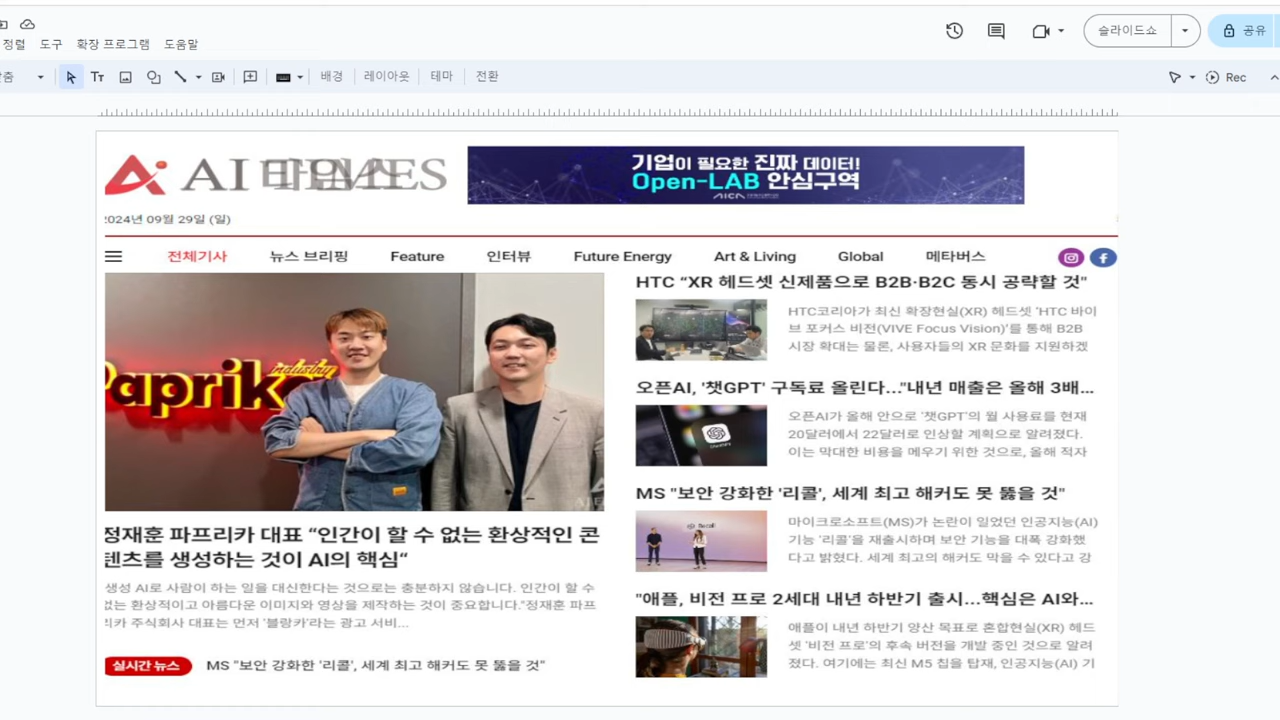 정렬 도구 확장 프로그램 도움말
슬라이드쇼
공유
배경 레이아웃 테마 전환
Rec
AI 타임스 TIMES
기업이 필요한 진짜 데이터!
Open-LAB 안심구역
AICA
2024년 09월 29일 (일)
전체기사 뉴스 브리핑 Feature 인터뷰 Future Energy Art & Living Global 메타버스
Paprika
industry
정재훈 파프리카 대표 “인간이 할 수 없는 환상적인 콘
텐츠를 생성하는 것이 AI의 핵심“
생성 AI로 사람이 하는 일을 대신한다는 것으로는 충분하지 않습니다. 인간이 할 수
없는 환상적이고 아름다운 이미지와 영상을 제작하는 것이 중요합니다.”정재훈 파프
리카 주식회사 대표는 먼저 ‘블랑카’라는 광고 서비...
실시간 뉴스 MS "보안 강화한 '리콜', 세계 최고 해커도 못 뚫을 것"
HTC “XR 헤드셋 신제품으로 B2B·B2C 동시 공략할 것"
HTC코리아가 최신 확장현실(XR) 헤드셋 'HTC 바이
브 포커스 비전(VIVE Focus Vision)'를 통해 B2B
시장 확대는 물론, 사용자들의 XR 문화를 지원하겠
오픈AI, '챗GPT' 구독료 올린다..."내년 매출은 올해 3배...
오픈AI가 올해 안으로 '챗GPT'의 월 사용료를 현재
20달러에서 22달러로 인상할 계획으로 알려졌다.
이는 막대한 비용을 메우기 위한 것으로, 올해 적자
MS "보안 강화한 '리콜', 세계 최고 해커도 못 뚫을 것"
마이크로소프트(MS)가 논란이 일었던 인공지능(AI)
기능 '리콜'을 재출시하며 보안 기능을 대폭 강화했
다고 밝혔다. 세계 최고의 해커도 막을 수 있다고 강
"애플, 비전 프로 2세대 내년 하반기 출시...핵심은 AI와...
애플이 내년 하반기 양산 목표로 혼합현실(XR) 헤드
셋 '비전 프로'의 후속 버전을 개발 중인 것으로 알려
졌다. 여기에는 최신 M5 칩을 탑재, 인공지능(AI) 기